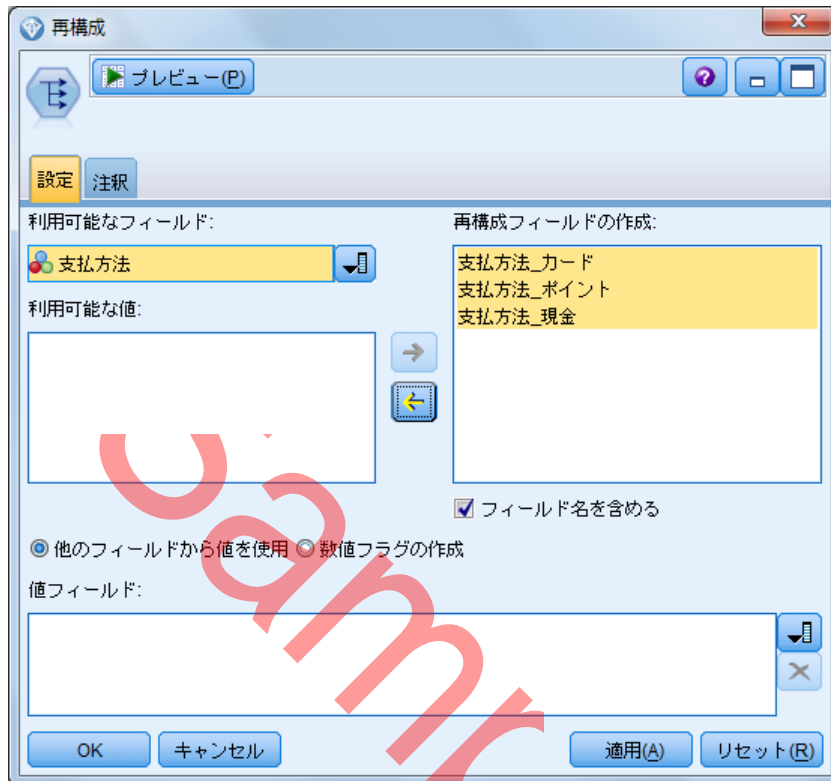 再構成
プレビュー(P)
設定 注釈
利用可能なフィールド:
支払方法
利用可能な値:
再構成フィールドの作成:
支払方法_カード
支払方法_ポイント
支払方法_現金
フィールド名を含める
他のフィールドから値を使用 数値フラグの作成
値フィールド:
OK キャンセル 適用(A) リセット(R)
Sam